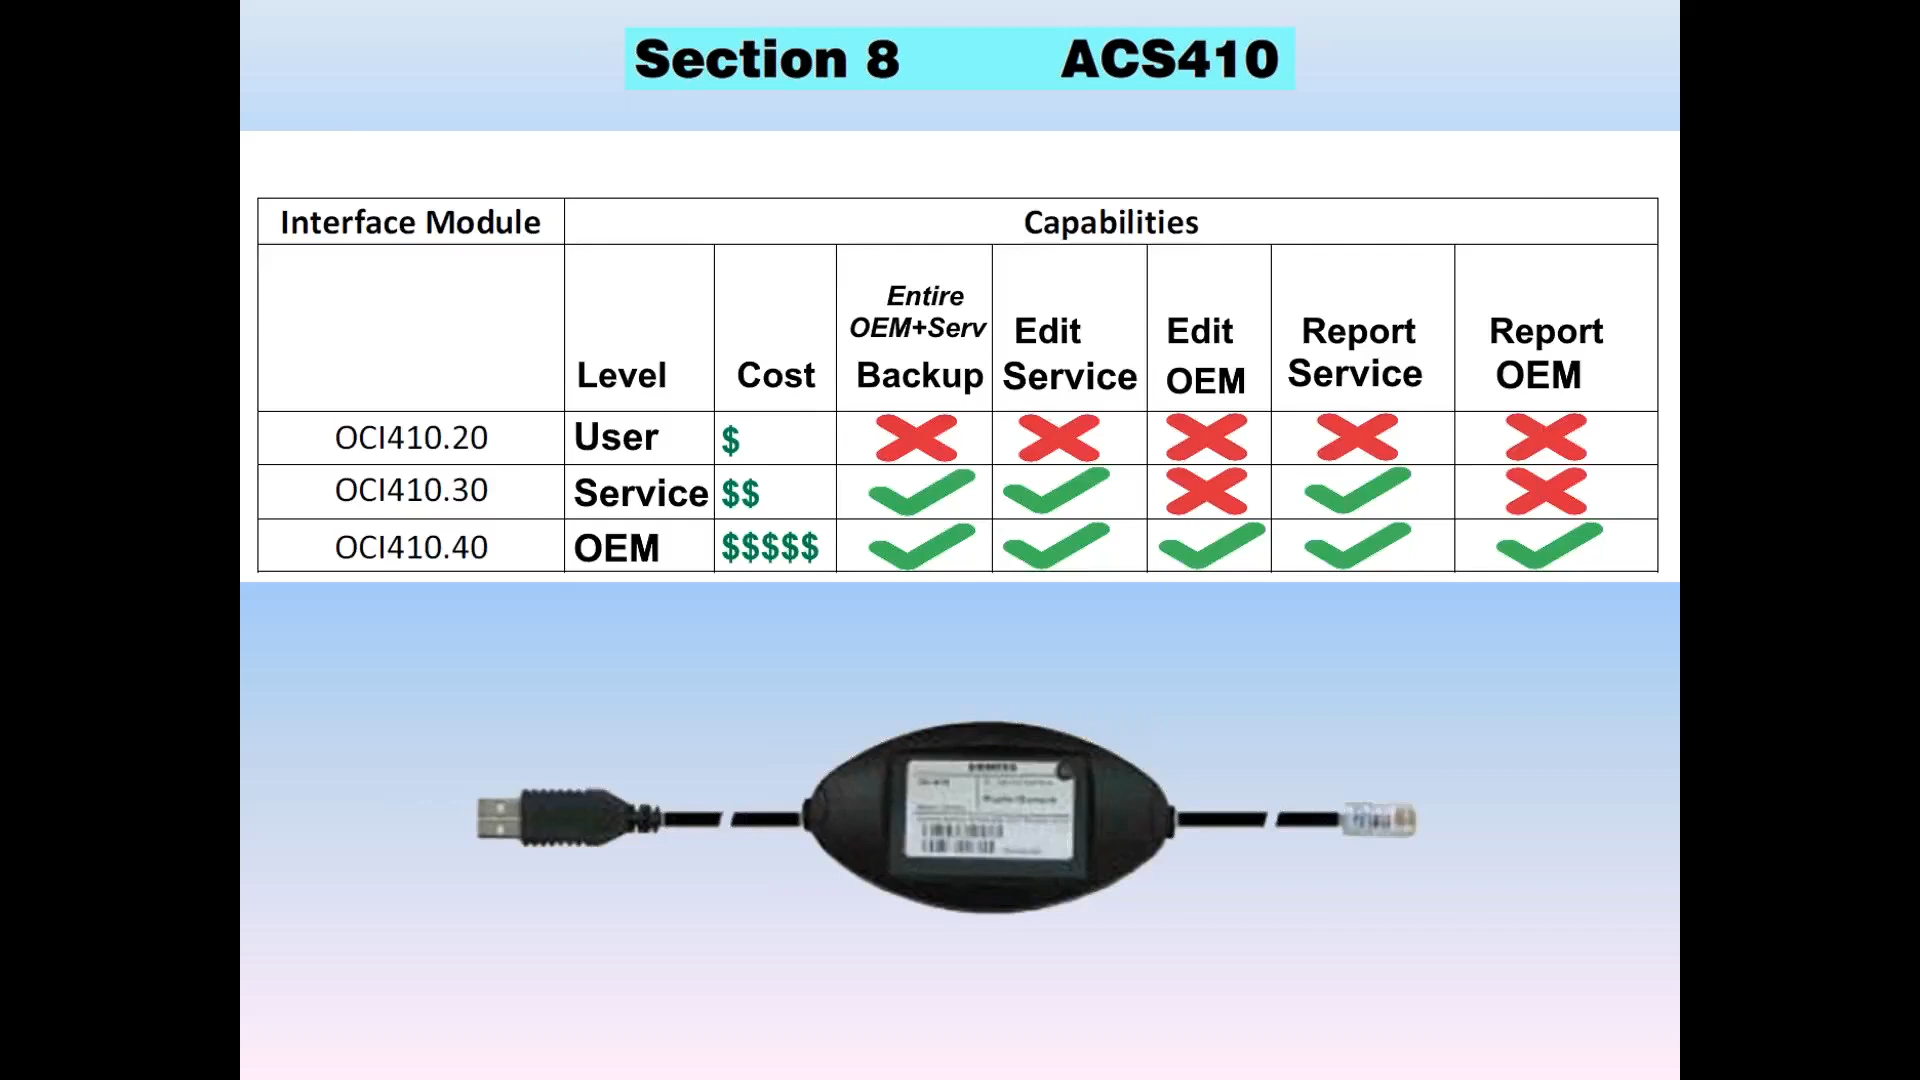 Section 8 ACS410
Interface Module Capabilities
Level Cost Entire OEM+Serv Backup Edit Service Edit OEM Report Service Report OEM
OCI410.20 User $
OCI410.30 Service $$
OCI410.40 OEM $$$$$
SIEMENS